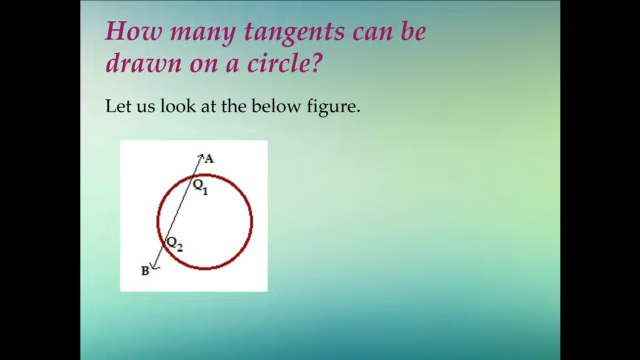 How many tangents can be
drawn on a circle?
Let us look at the below figure.
A
Q1
Q2
B